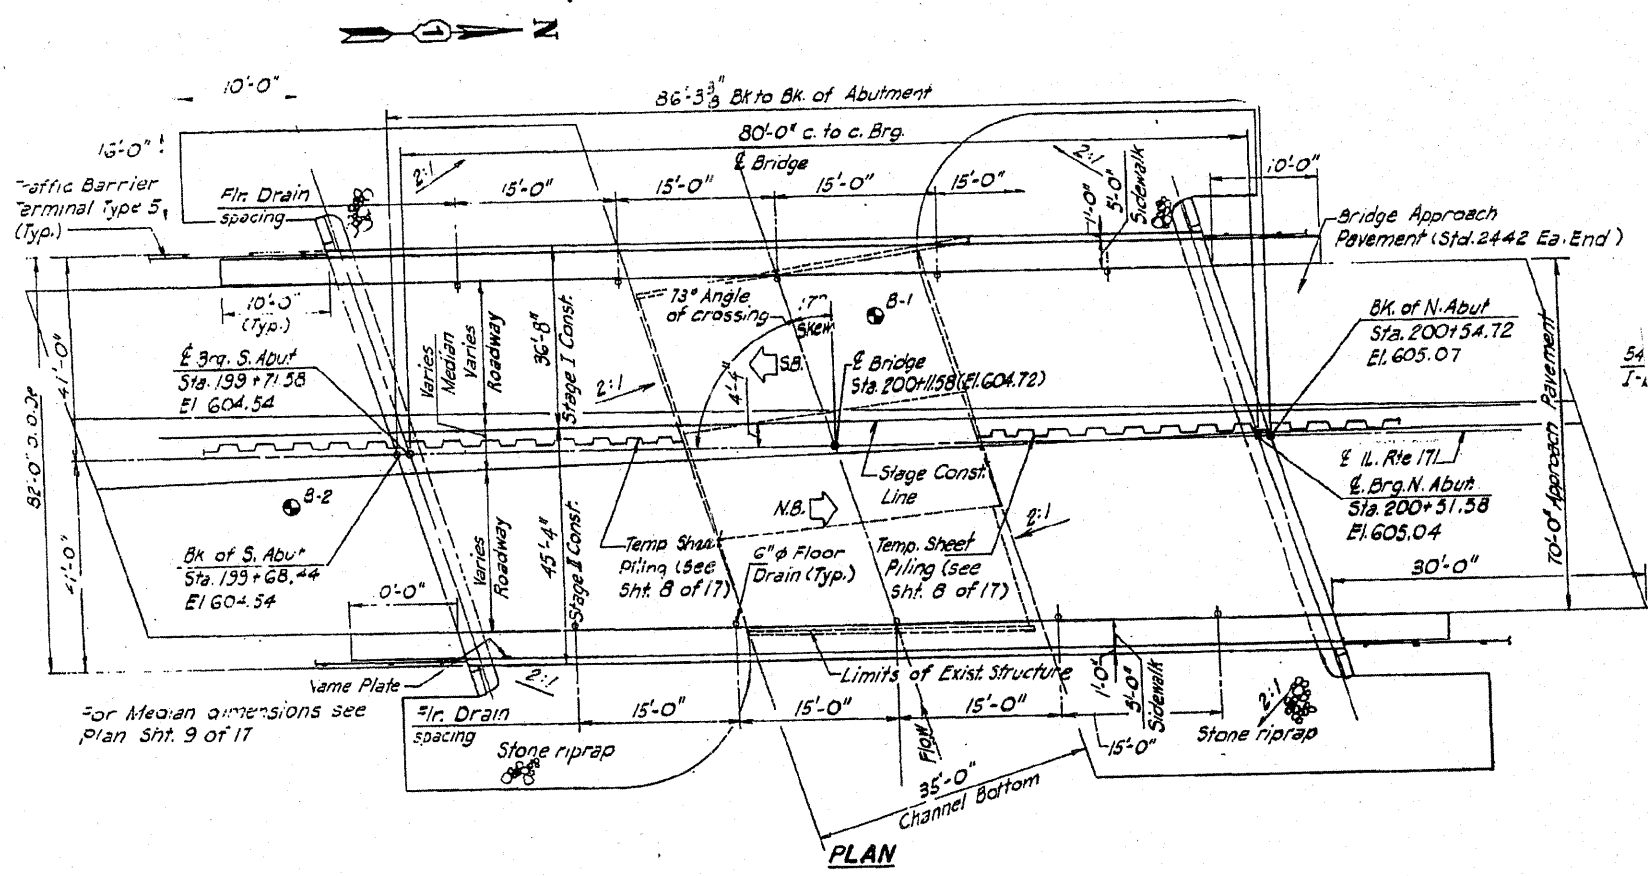 N
1
10'-0"
86'-3 3/8" Bk to Bk. of Abutment
80'-0" c. to c. Brg.
℄ Bridge
2:1
2:1
16'-0"
Traffic Barrier
Terminal Type 5,
(Typ.)
Flr. Drain
spacing
15'-0"
15'-0"
15'-0"
15'-0"
1'-0"
5'-0"
Sidewalk
10'-0"
Bridge Approach
Pavement (Std. 2442 Ea. End)
10'-0"
(Typ.)
73° Angle
of crossing
17°
Skew
B-1
Bk. of N. Abut
Sta. 200+54.72
El. 605.07
℄ Brg. S. Abut
Sta. 199+71.58
El 604.54
Varies
Median
Varies
Roadway
36'-8"
Stage I Const.
2:1
S.B.
4'-4"
℄ Bridge
Sta. 200+11.58 (El. 604.72)
54
82'-0" O. O. Dk
41'-0"
41'-0"
B-2
Stage Const.
Line
N.B.
2:1
℄ IL. Rte 171
℄ Brg. N. Abut
Sta. 200+51.58
El. 605.04
70'-0" Approach Pavement
30'-0"
Bk of S. Abut
Sta. 199+68.44
El 604.54
Varies
Roadway
45'-4"
Stage I Const.
Temp Sheet
Piling (see
Sht. 8 of 17)
6" φ Floor
Drain (Typ.)
Temp. Sheet
Piling (see
Sht. 8 of 17)
0'-0"
Name Plate
2:1
Limits of Exist. Structure
1'-0"
5'-0"
Sidewalk
For Median dimensions see
Plan Sht. 9 of 17
Flr. Drain
spacing
15'-0"
15'-0"
15'-0"
15'-0"
Stone riprap
Flow
2:1
Stone riprap
35'-0"
Channel Bottom
PLAN